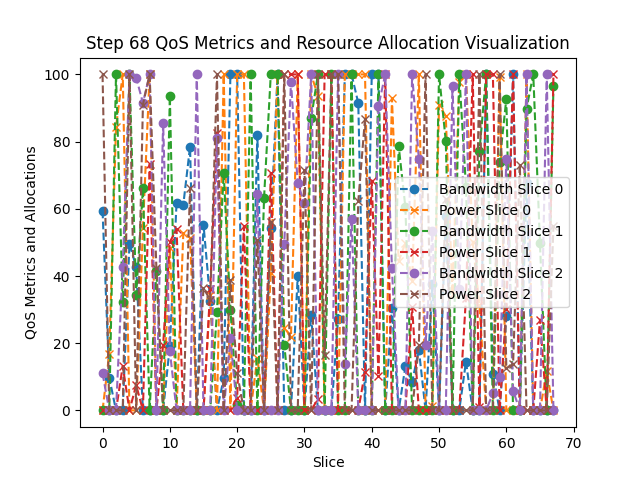 Step 68 QoS Metrics and Resource Allocation Visualization
100
80
60
40
20
0
QoS Metrics and Allocations
Bandwidth Slice 0
Power Slice 0
Bandwidth Slice 1
Power Slice 1
Bandwidth Slice 2
Power Slice 2
0 10 20 30 40 50 60 70
Slice